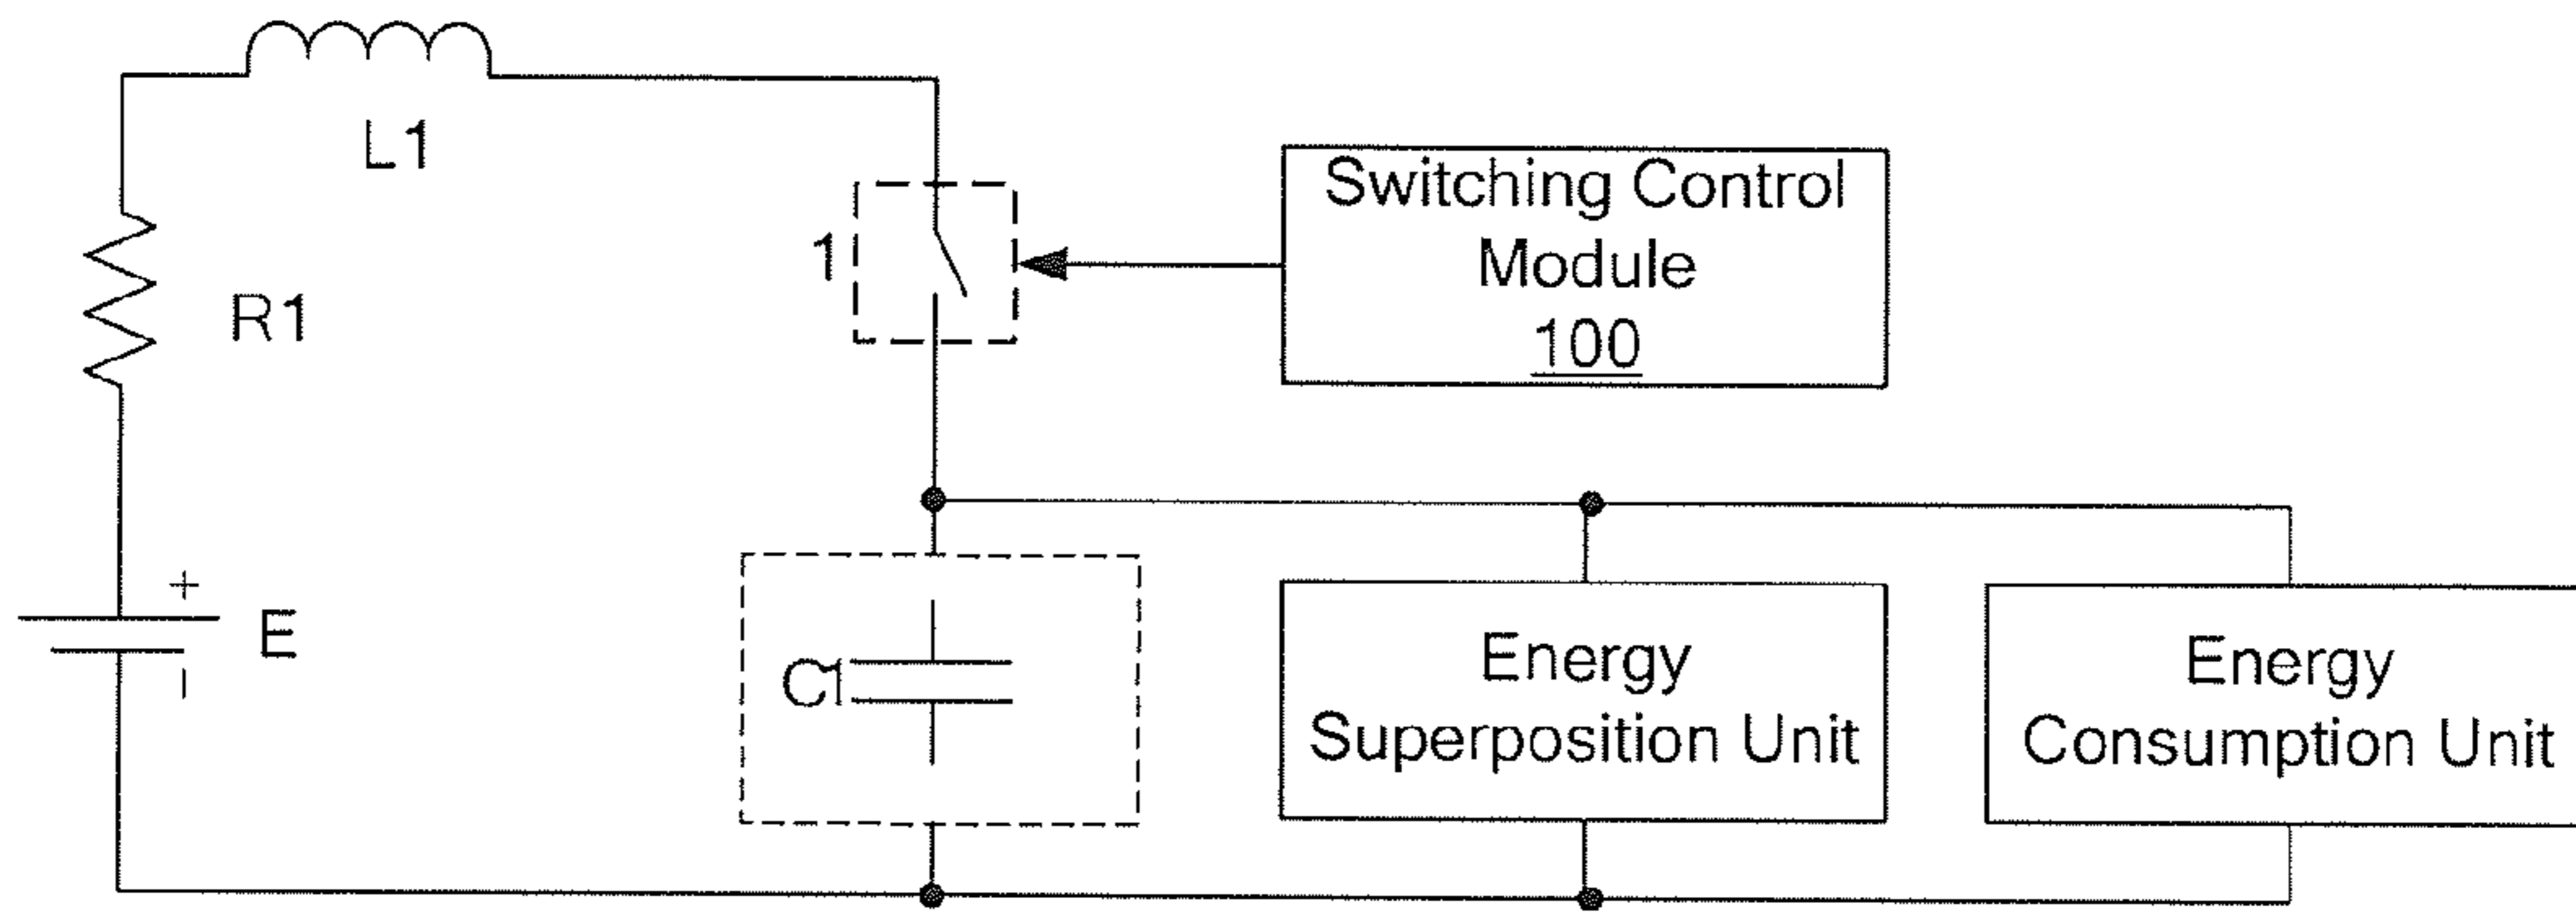 L1
Switching Control
Module
100
1
R1
+
E
−
C1
Energy
Superposition Unit
Energy
Consumption Unit